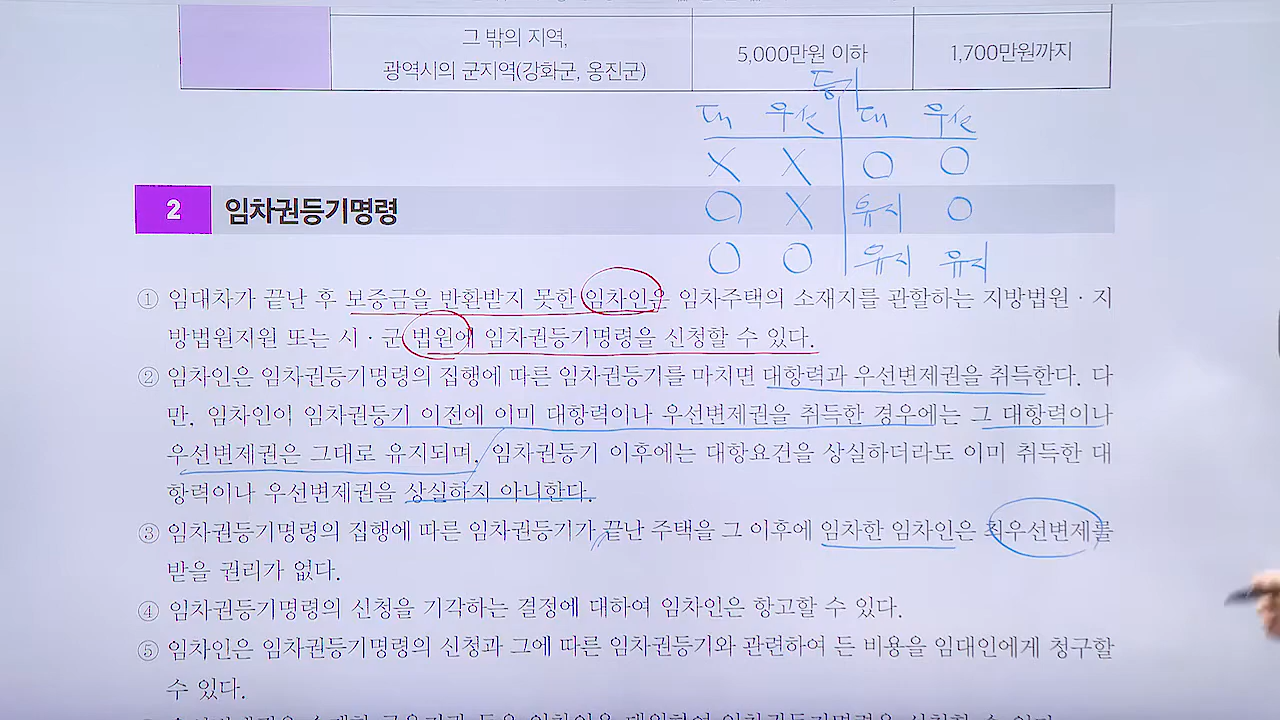 그 밖의 지역,
광역시의 군지역(강화군, 옹진군)
5,000만원 이하
1,700만원까지
등기
대 우선 대 우선
X X O O
O X 유지 O
O O 유지 유지
2 임차권등기명령
① 임대차가 끝난 후 보증금을 반환받지 못한 임차인은 임차주택의 소재지를 관할하는 지방법원·지
방법원지원 또는 시·군 법원에 임차권등기명령을 신청할 수 있다.
② 임차인은 임차권등기명령의 집행에 따른 임차권등기를 마치면 대항력과 우선변제권을 취득한다. 다
만, 임차인이 임차권등기 이전에 이미 대항력이나 우선변제권을 취득한 경우에는 그 대항력이나
우선변제권은 그대로 유지되며, 임차권등기 이후에는 대항요건을 상실하더라도 이미 취득한 대
항력이나 우선변제권을 상실하지 아니한다.
③ 임차권등기명령의 집행에 따른 임차권등기가 끝난 주택을 그 이후에 임차한 임차인은 최우선변제를
받을 권리가 없다.
④ 임차권등기명령의 신청을 기각하는 결정에 대하여 임차인은 항고할 수 있다.
⑤ 임차인은 임차권등기명령의 신청과 그에 따른 임차권등기와 관련하여 든 비용을 임대인에게 청구할
수 있다.